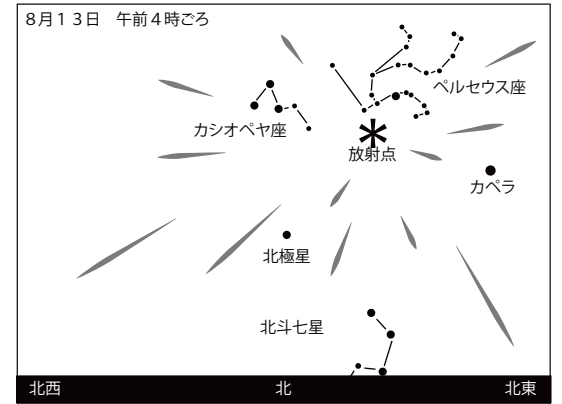 8月13日 午前4時ごろ
ペルセウス座
カシオペヤ座
放射点
カペラ
北極星
北斗七星
北西 北 北東